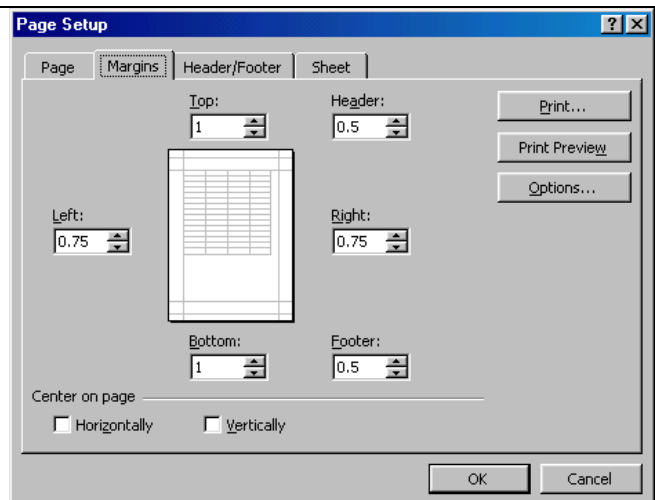 Page Setup
Page Margins Header/Footer Sheet
Top: Header:
1 0.5
Print...
Print Preview
Options...
Left: Right:
0.75 0.75
Bottom: Footer:
1 0.5
Center on page
Horizontally Vertically
OK Cancel